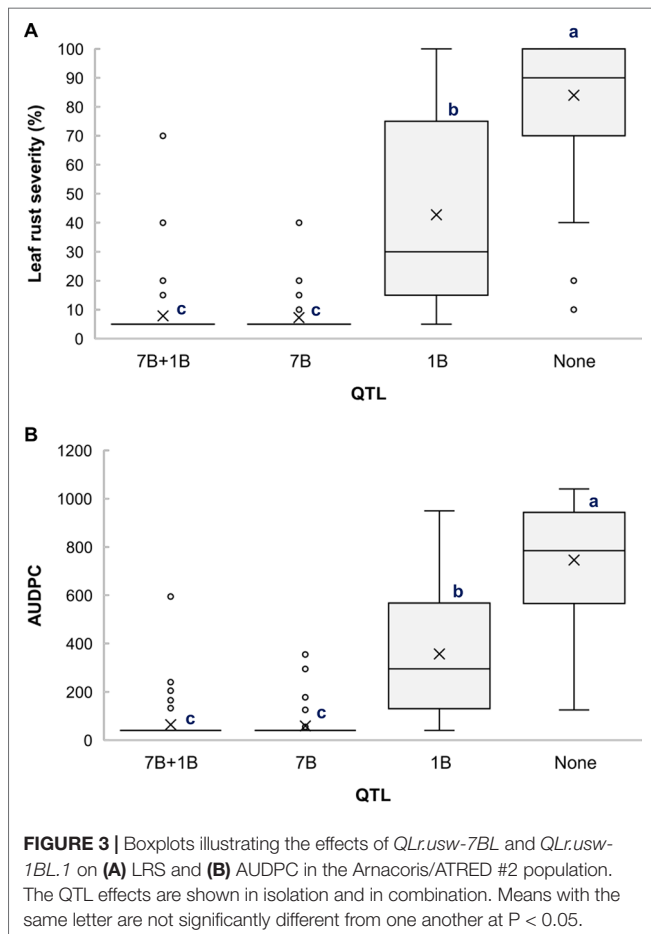 A
Leaf rust severity (%)
100
90
80
70
60
50
40
30
20
10
0
a
b
c
c
7B+1B 7B 1B None
QTL
B
AUDPC
1200
1000
800
600
400
200
0
a
b
c
c
7B+1B 7B 1B None
QTL
FIGURE 3 | Boxplots illustrating the effects of QLr.usw-7BL and QLr.usw-
1BL.1 on (A) LRS and (B) AUDPC in the Arnacoris/ATRED #2 population.
The QTL effects are shown in isolation and in combination. Means with the
same letter are not significantly different from one another at P < 0.05.